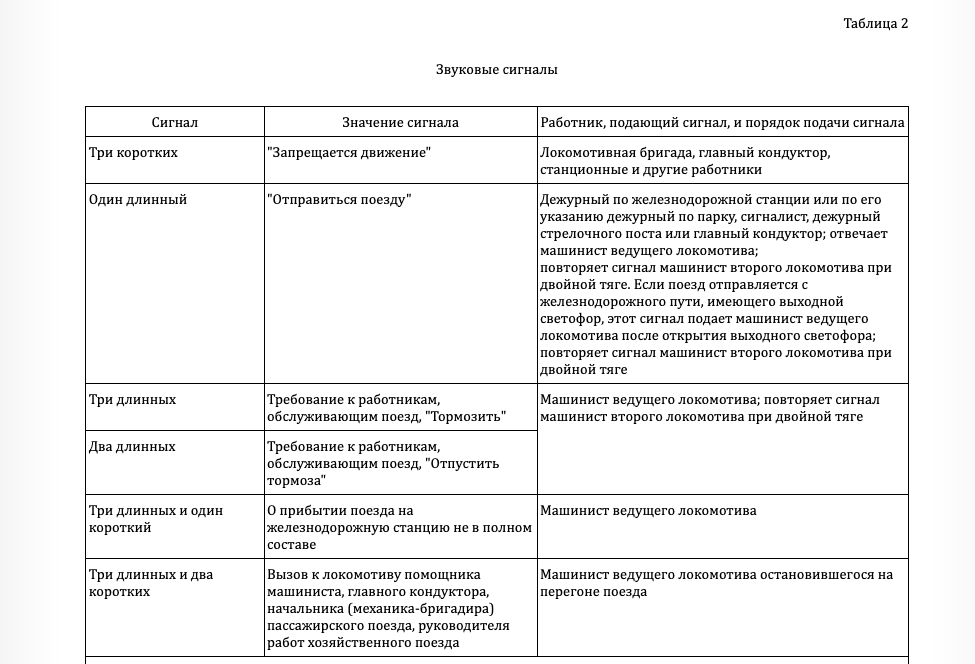 Таблица 2
Звуковые сигналы
Сигнал
Значение сигнала
Работник, подающий сигнал, и порядок подачи сигнала
Три коротких
"Запрещается движение"
Локомотивная бригада, главный кондуктор,
станционные и другие работники
Один длинный
"Отправиться поезду"
Дежурный по железнодорожной станции или по его
указанию дежурный по парку, сигналист, дежурный
стрелочного поста или главный кондуктор; отвечает
машинист ведущего локомотива;
повторяет сигнал машинист второго локомотива при
двойной тяге. Если поезд отправляется с
железнодорожного пути, имеющего выходной
светофор, этот сигнал подает машинист ведущего
локомотива после открытия выходного светофора;
повторяет сигнал машинист второго локомотива при
двойной тяге
Три длинных
Требование к работникам,
обслуживающим поезд, "Тормозить"
Машинист ведущего локомотива; повторяет сигнал
машинист второго локомотива при двойной тяге
Два длинных
Требование к работникам,
обслуживающим поезд, "Отпустить
тормоза"
Три длинных и один
короткий
О прибытии поезда на
железнодорожную станцию не в полном
составе
Машинист ведущего локомотива
Три длинных и два
коротких
Вызов к локомотиву помощника
машиниста, главного кондуктора,
начальника (механика-бригадира)
пассажирского поезда, руководителя
работ хозяйственного поезда
Машинист ведущего локомотива остановившегося на
перегоне поезда